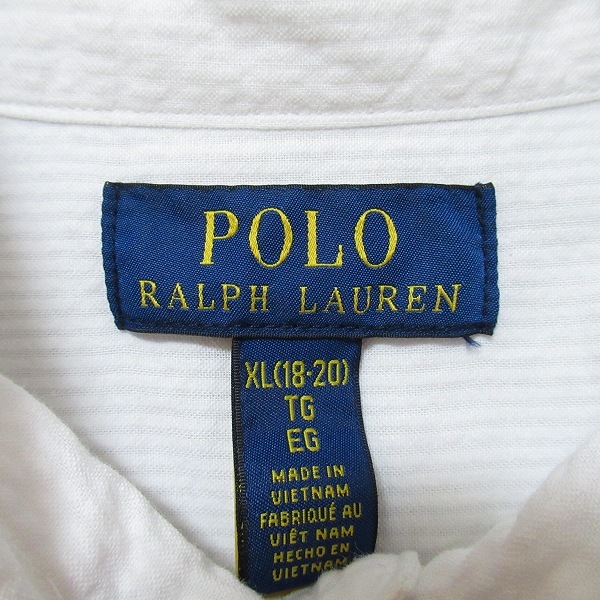 POLO
RALPH LAUREN
XL(18-20)
TG
EG
MADE IN
VIETNAM
FABRIQUÉ AU
VIÊT NAM
HECHO EN
VIETNAM